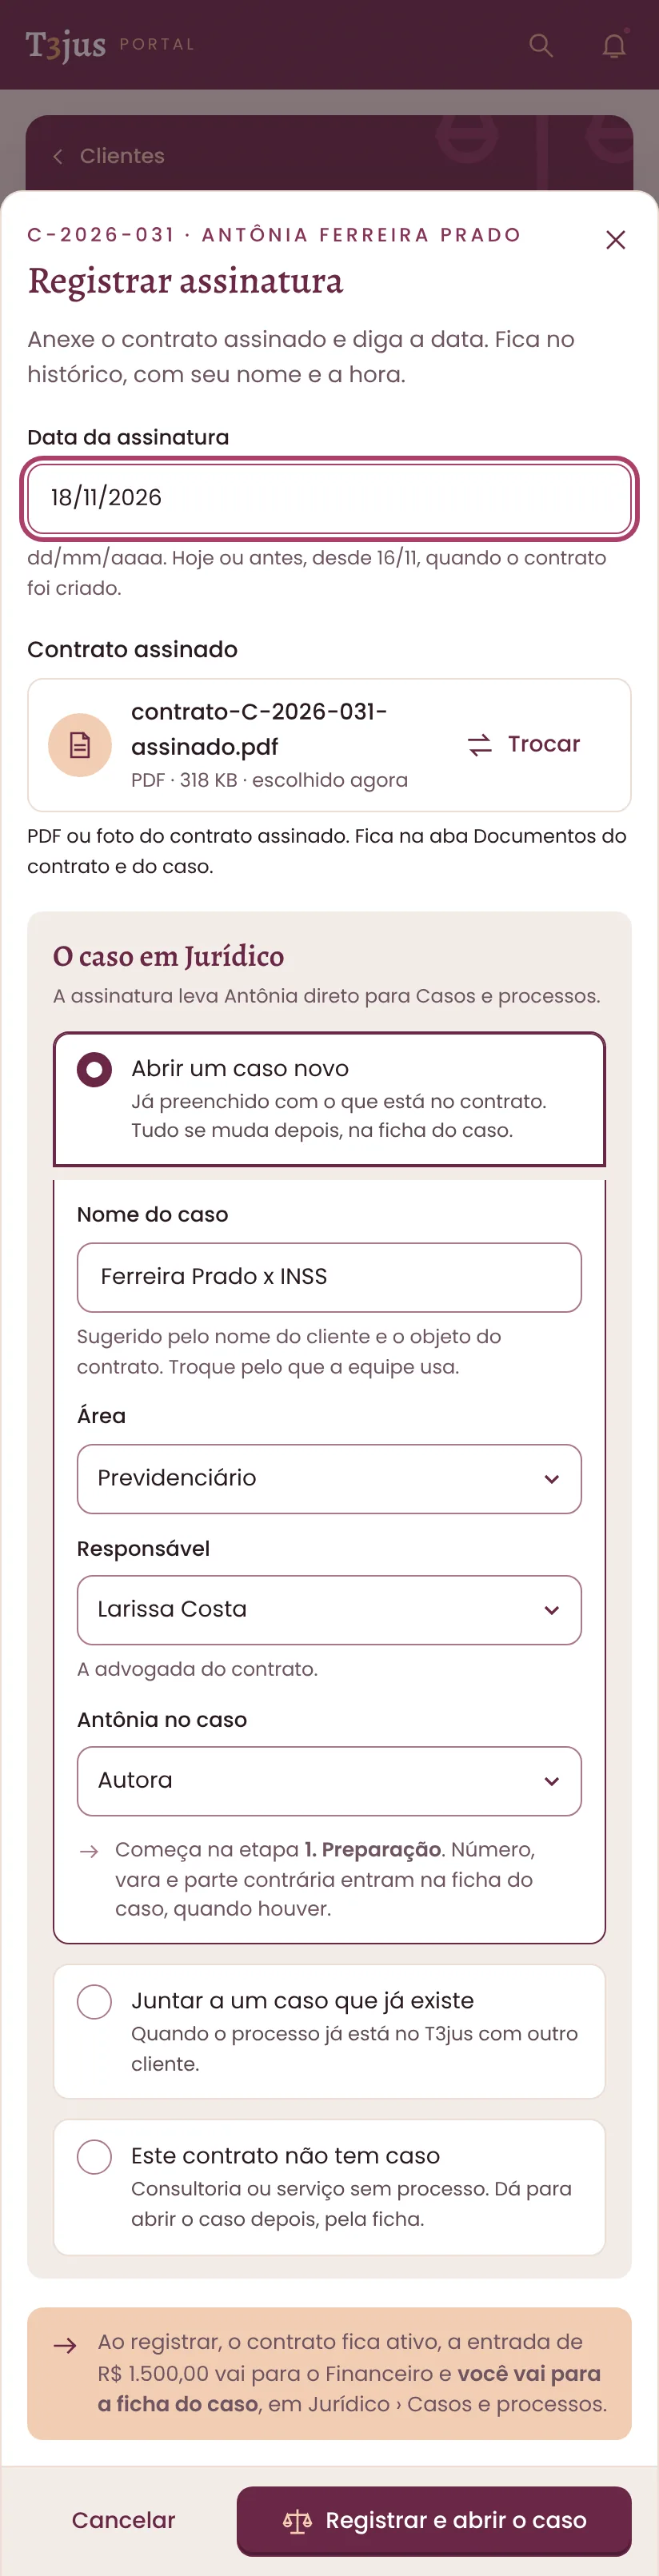 T3jus PORTAL
Clientes
C-2026-031 · ANTÔNIA FERREIRA PRADO
Registrar assinatura
Anexe o contrato assinado e diga a data. Fica no
histórico, com seu nome e a hora.
Data da assinatura
18/11/2026
dd/mm/aaaa. Hoje ou antes, desde 16/11, quando o contrato
foi criado.
Contrato assinado
contrato-C-2026-031-
assinado.pdf
PDF · 318 KB · escolhido agora
Trocar
PDF ou foto do contrato assinado. Fica na aba Documentos do
contrato e do caso.
O caso em Jurídico
A assinatura leva Antônia direto para Casos e processos.
Abrir um caso novo
Já preenchido com o que está no contrato.
Tudo se muda depois, na ficha do caso.
Nome do caso
Ferreira Prado x INSS
Sugerido pelo nome do cliente e o objeto do
contrato. Troque pelo que a equipe usa.
Área
Previdenciário
Responsável
Larissa Costa
A advogada do contrato.
Antônia no caso
Autora
→ Começa na etapa 1. Preparação. Número,
vara e parte contrária entram na ficha do
caso, quando houver.
Juntar a um caso que já existe
Quando o processo já está no T3jus com outro
cliente.
Este contrato não tem caso
Consultoria ou serviço sem processo. Dá para
abrir o caso depois, pela ficha.
→ Ao registrar, o contrato fica ativo, a entrada de
R$ 1.500,00 vai para o Financeiro e você vai para
a ficha do caso, em Jurídico › Casos e processos.
Cancelar
Registrar e abrir o caso